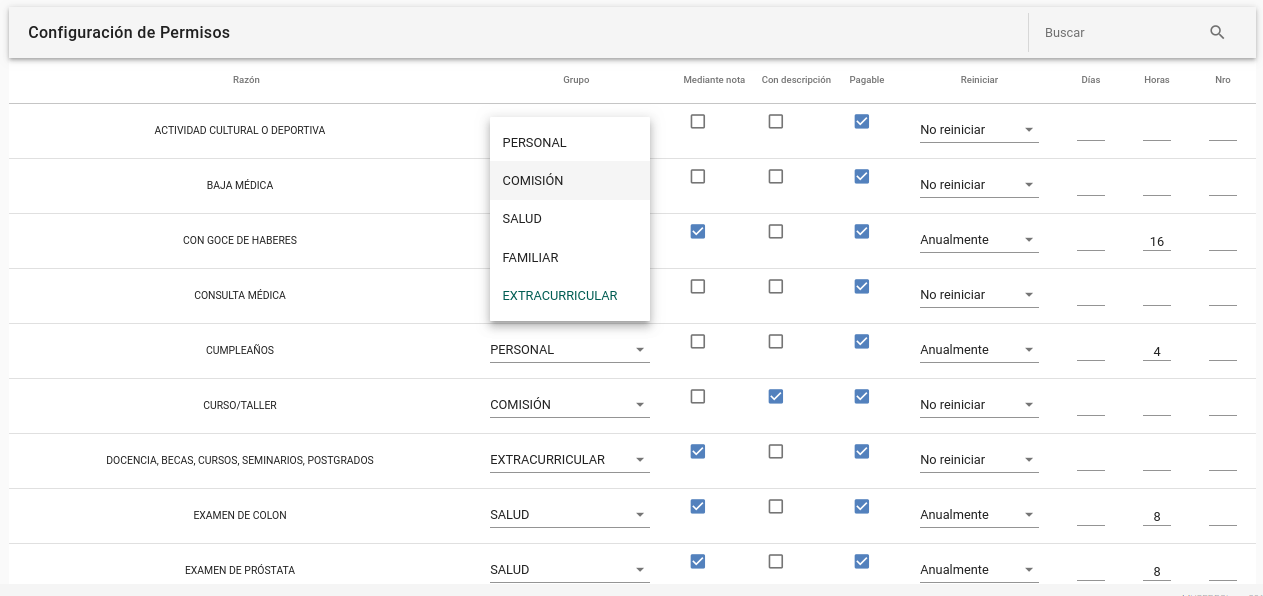 Configuración de Permisos Buscar
Razón Grupo Mediante nota Con descripción Pagable Reiniciar Días Horas Nro
ACTIVIDAD CULTURAL O DEPORTIVA No reiniciar
PERSONAL
COMISIÓN
BAJA MÉDICA No reiniciar
SALUD
CON GOCE DE HABERES Anualmente 16
FAMILIAR
CONSULTA MÉDICA EXTRACURRICULAR No reiniciar
CUMPLEAÑOS PERSONAL Anualmente 4
CURSO/TALLER COMISIÓN No reiniciar
DOCENCIA, BECAS, CURSOS, SEMINARIOS, POSTGRADOS EXTRACURRICULAR No reiniciar
EXAMEN DE COLON SALUD Anualmente 8
EXAMEN DE PRÓSTATA SALUD Anualmente 8